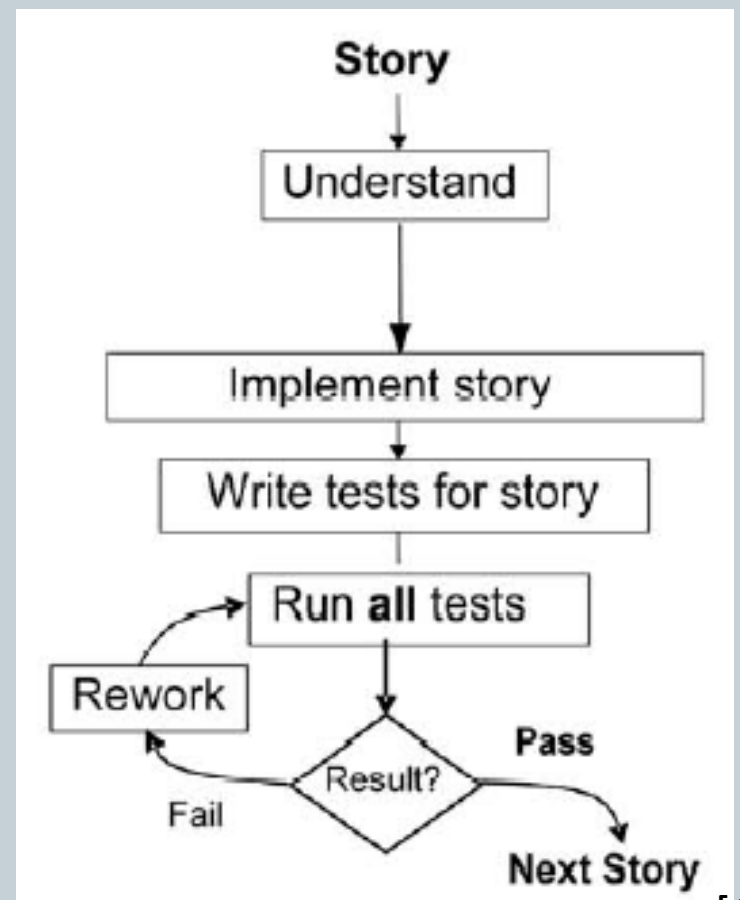 Story
Understand
Implement story
Write tests for story
Run all tests
Rework
Result?
Pass
Fail
Next Story